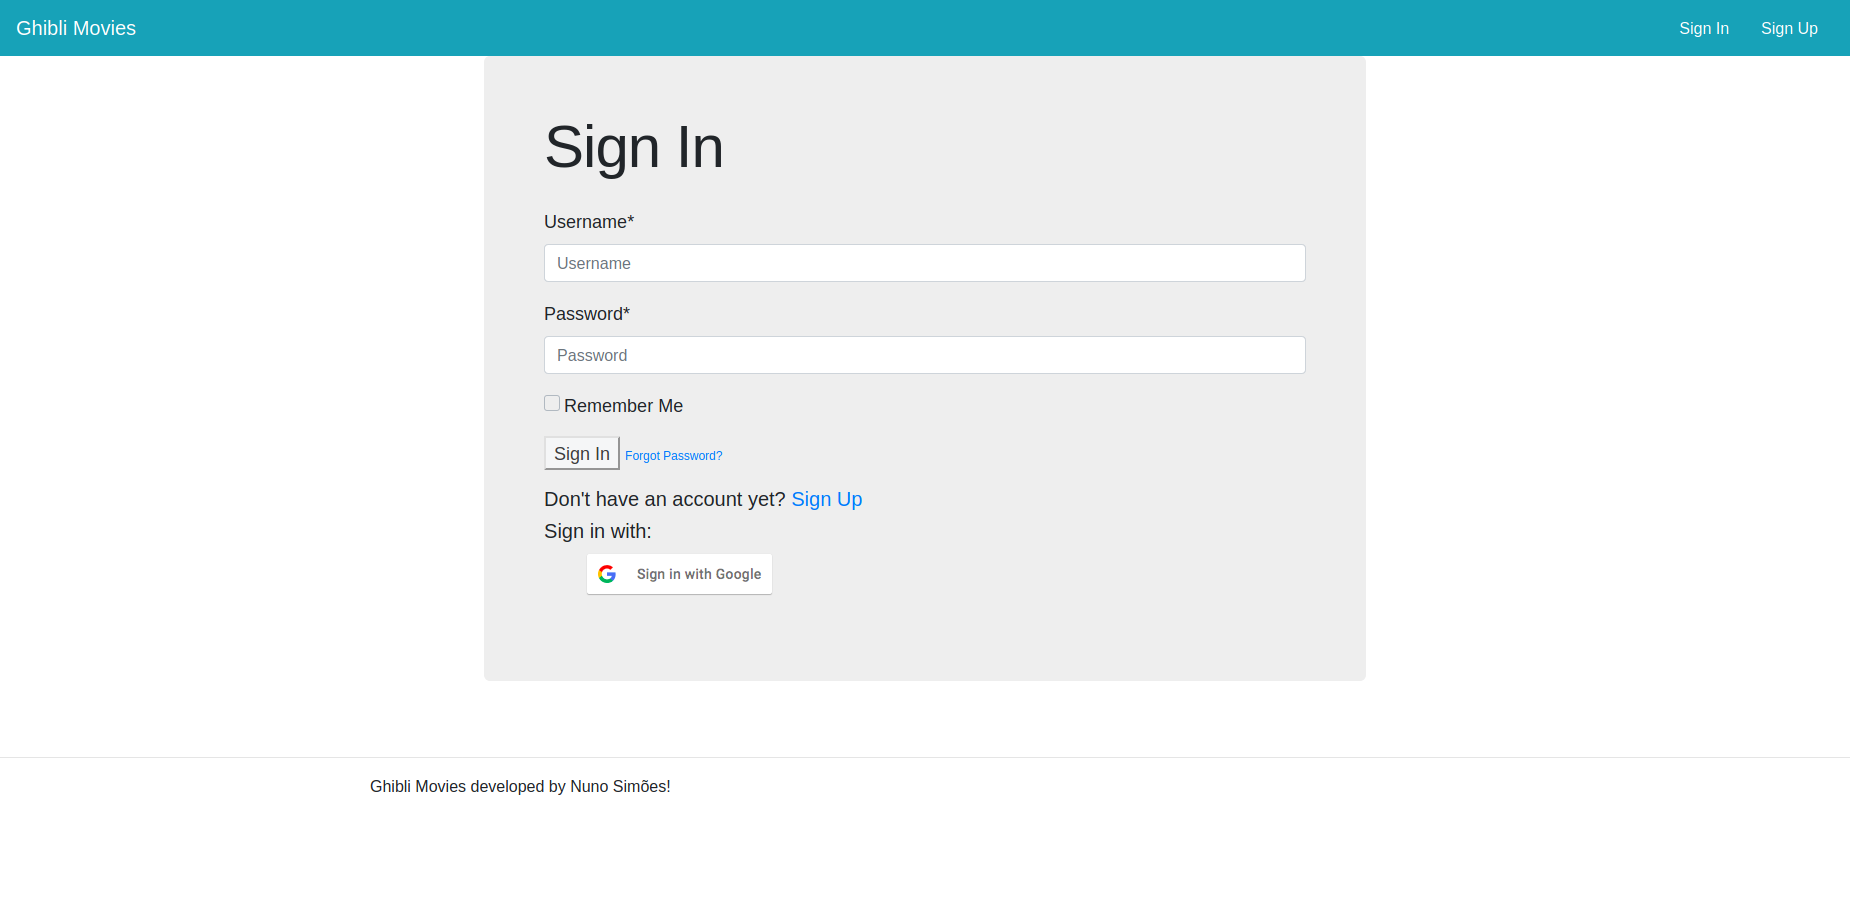 Ghibli Movies
Sign In
Sign Up
Sign In
Username*
Username
Password*
Password
Remember Me
Sign In Forgot Password?
Don't have an account yet? Sign Up
Sign in with:
Sign in with Google
Ghibli Movies developed by Nuno Simões!